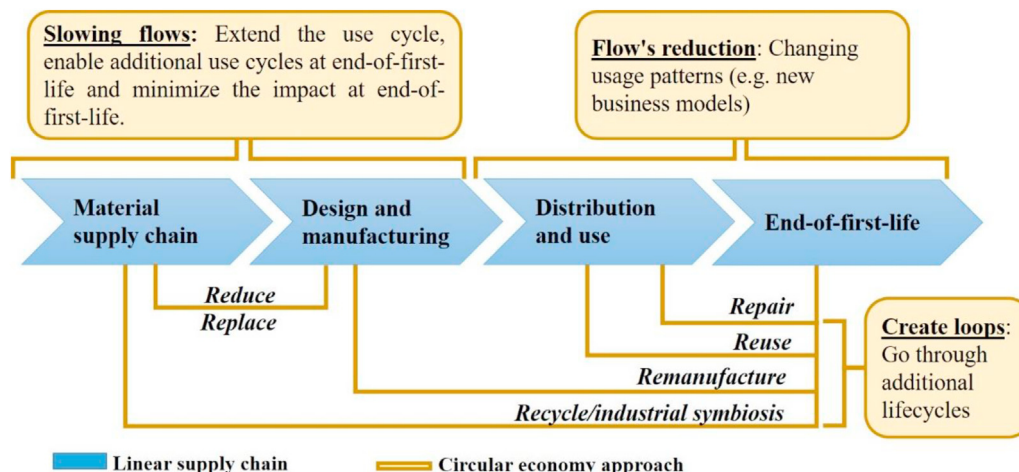 Slowing flows: Extend the use cycle,
enable additional use cycles at end-of-first-
life and minimize the impact at end-of-
first-life.
Flow's reduction: Changing
usage patterns (e.g. new
business models)
Material
supply chain
Design and
manufacturing
Distribution
and use
End-of-first-life
Reduce
Replace
Repair
Reuse
Remanufacture
Recycle/industrial symbiosis
Create loops:
Go through
additional
lifecycles
Linear supply chain
Circular economy approach